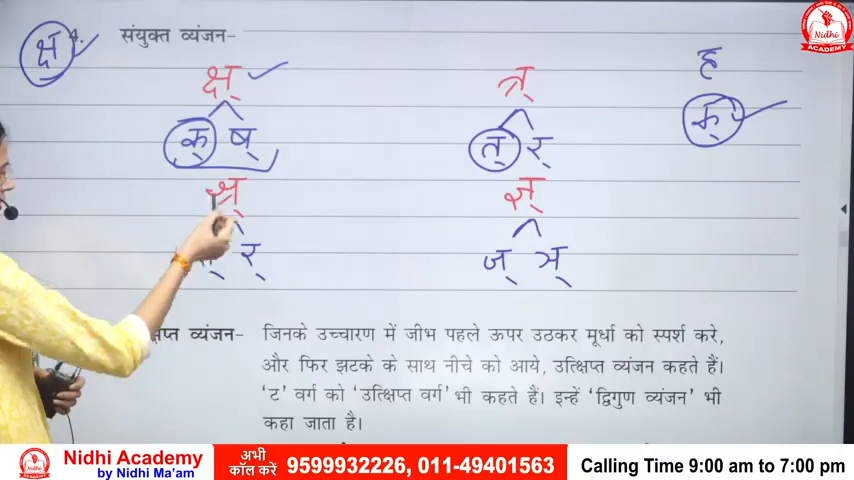 क्ष
4. संयुक्त व्यंजन-
क्ष्
त्र्
ह
क्
क् ष्
त् र्
श्र्
ज्ञ्
र्
ज् ञ्
व्यंजन- जिनके उच्चारण में जीभ पहले ऊपर उठकर मूर्धा को स्पर्श करे,
और फिर झटके के साथ नीचे को आये, उत्क्षिप्त व्यंजन कहते हैं।
‘ट’ वर्ग को ‘उत्क्षिप्त वर्ग’ भी कहते हैं। इन्हें ‘द्विगुण व्यंजन’ भी
कहा जाता है।
Nidhi
ACADEMY
Nidhi Academy
by Nidhi Ma'am
अभी
कॉल करें
9599932226, 011-49401563
Calling Time 9:00 am to 7:00 pm